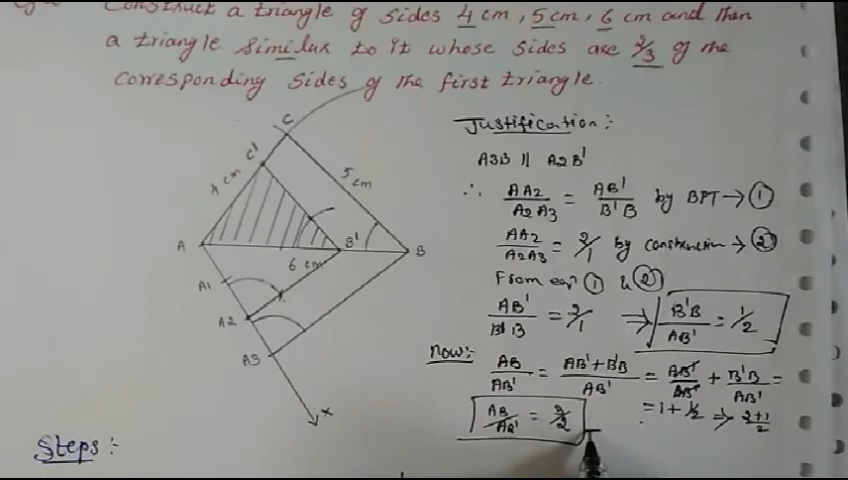 Construct a triangle of sides 4 cm, 5 cm, 6 cm and then
a triangle similar to it whose sides are 2/3 of the
corresponding sides of the first triangle.
C
C'
4 cm
5 cm
A
B'
B
6 cm
A1
A2
A3
X
Justification:-
A3B || A2B'
∴ AA2/A2A3 = AB'/B'B by BPT → ①
AA2/A2A3 = 2/1 by construction → ②
From eqn ① & ②
AB'/B'B = 2/1 ⇒ B'B/AB' = 1/2
Now:- AB/AB' = AB'+B'B/AB' = AB'/AB' + B'B/AB' =
= 1 + 1/2 ⇒ 2+1/2
AB/AB' = 3/2
Steps:-